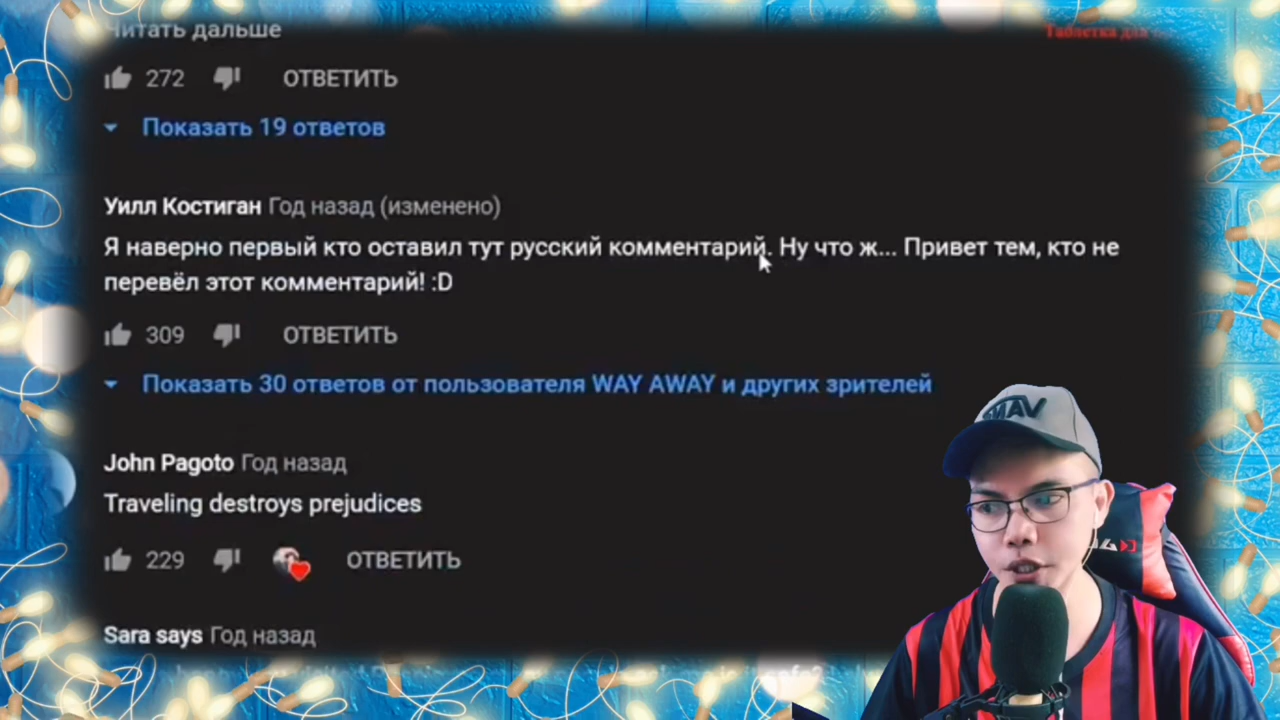 Читать дальше
Таблетка для
272
ОТВЕТИТЬ
Показать 19 ответов
Уилл Костиган Год назад (изменено)
Я наверно первый кто оставил тут русский комментарий. Ну что ж... Привет тем, кто не
перевёл этот комментарий! :D
309
ОТВЕТИТЬ
Показать 30 ответов от пользователя WAY AWAY и других зрителей
John Pagoto Год назад
Traveling destroys prejudices
229
ОТВЕТИТЬ
Sara says Год назад